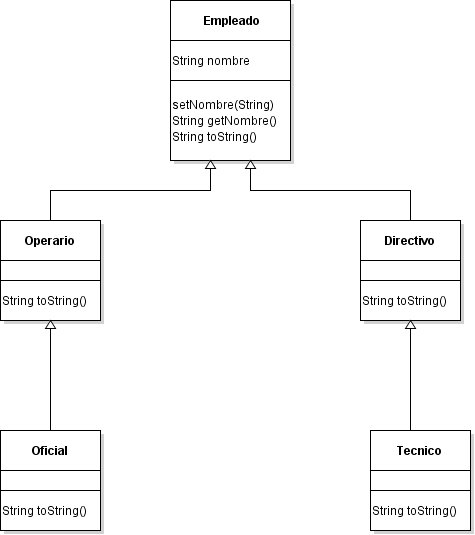 Empleado
String nombre
setNombre(String)
String getNombre()
String toString()
Operario
String toString()
Directivo
String toString()
Oficial
String toString()
Tecnico
String toString()